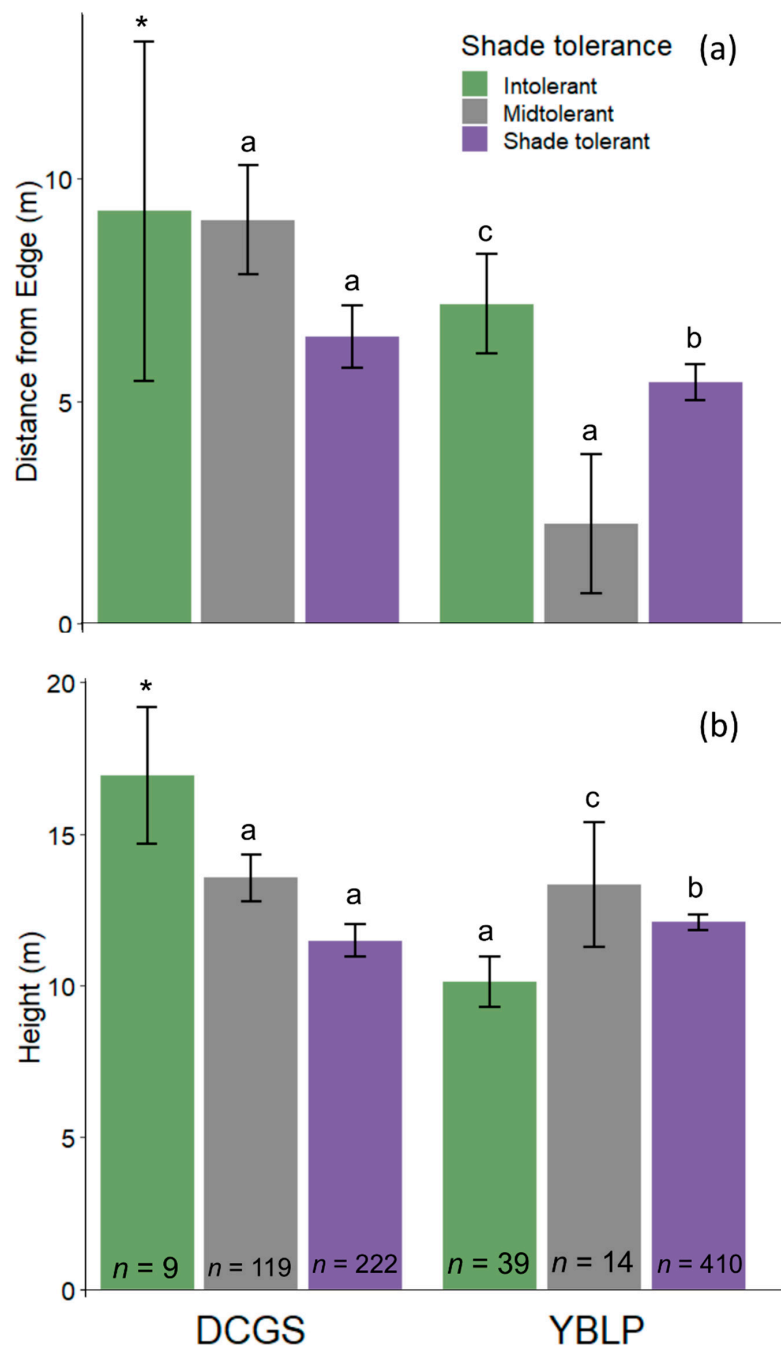 Shade tolerance (a)
Intolerant
Midtolerant
Shade tolerant
*
a
a
c
a
b
10
5
0
Distance from Edge (m)
(b)
*
a
a
a
c
b
20
15
10
5
0
Height (m)
n = 9 n = 119 n = 222 n = 39 n = 14 n = 410
DCGS YBLP